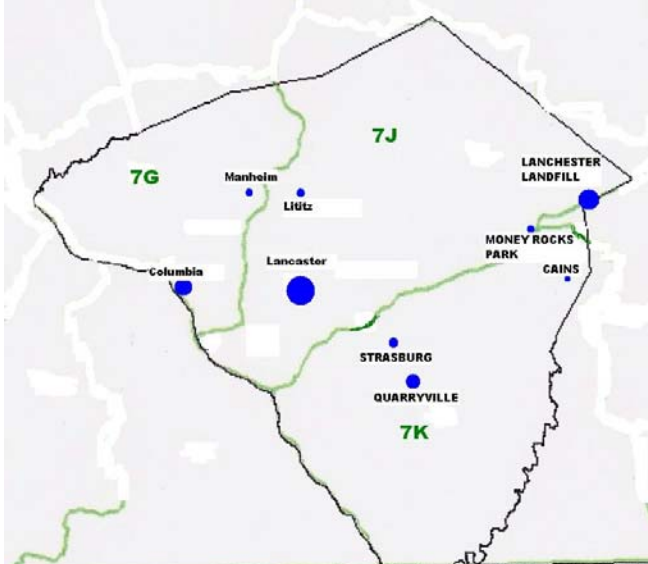 7J
LANCHESTER
LANDFILL
7G
Manheim
Lititz
MONEY ROCKS
PARK
Lancaster
CAINS
Columbia
STRASBURG
QUARRYVILLE
7K